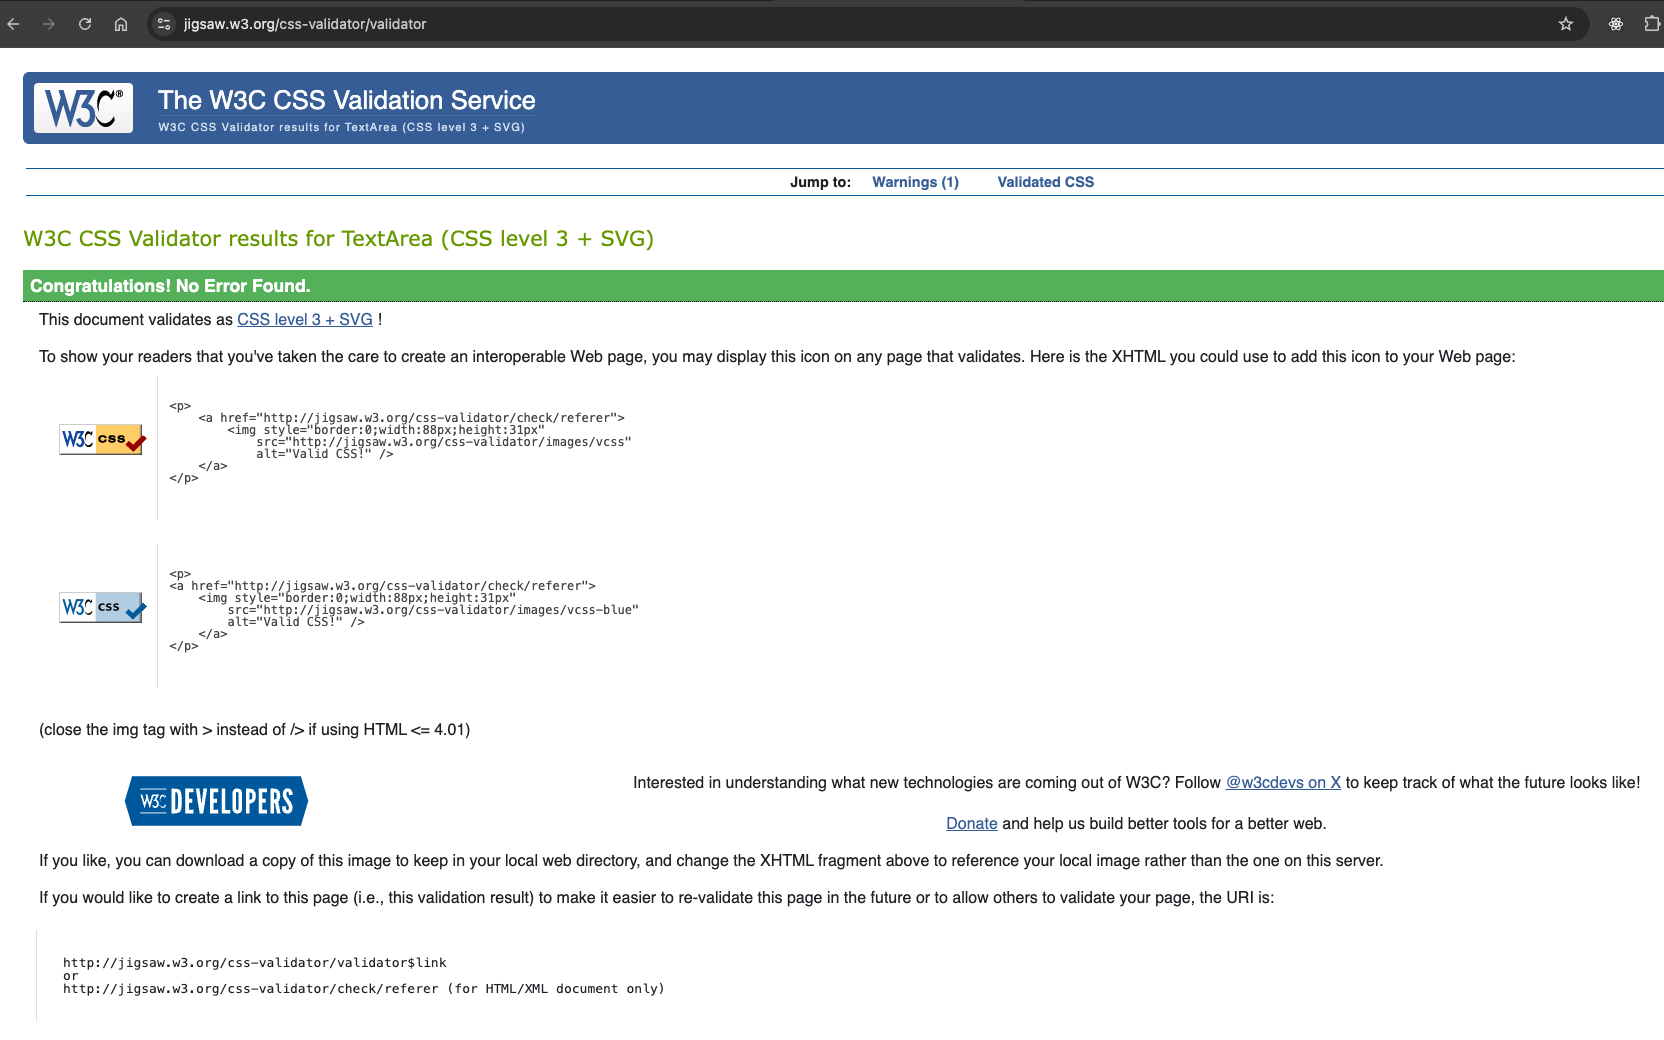 jigsaw.w3.org/css-validator/validator
W3C®
The W3C CSS Validation Service
W3C CSS Validator results for TextArea (CSS level 3 + SVG)
Jump to: Warnings (1) Validated CSS
W3C CSS Validator results for TextArea (CSS level 3 + SVG)
Congratulations! No Error Found.
This document validates as CSS level 3 + SVG !
To show your readers that you've taken the care to create an interoperable Web page, you may display this icon on any page that validates. Here is the XHTML you could use to add this icon to your Web page:
W3C css
<p>
    <a href="http://jigsaw.w3.org/css-validator/check/referer">
        <img style="border:0;width:88px;height:31px"
            src="http://jigsaw.w3.org/css-validator/images/vcss"
            alt="Valid CSS!" />
    </a>
</p>
W3C css
<p>
<a href="http://jigsaw.w3.org/css-validator/check/referer">
    <img style="border:0;width:88px;height:31px"
        src="http://jigsaw.w3.org/css-validator/images/vcss-blue"
        alt="Valid CSS!" />
    </a>
</p>
(close the img tag with > instead of /> if using HTML <= 4.01)
W3C DEVELOPERS
Interested in understanding what new technologies are coming out of W3C? Follow @w3cdevs on X to keep track of what the future looks like!
Donate and help us build better tools for a better web.
If you like, you can download a copy of this image to keep in your local web directory, and change the XHTML fragment above to reference your local image rather than the one on this server.
If you would like to create a link to this page (i.e., this validation result) to make it easier to re-validate this page in the future or to allow others to validate your page, the URI is:
http://jigsaw.w3.org/css-validator/validator$link
or
http://jigsaw.w3.org/css-validator/check/referer (for HTML/XML document only)